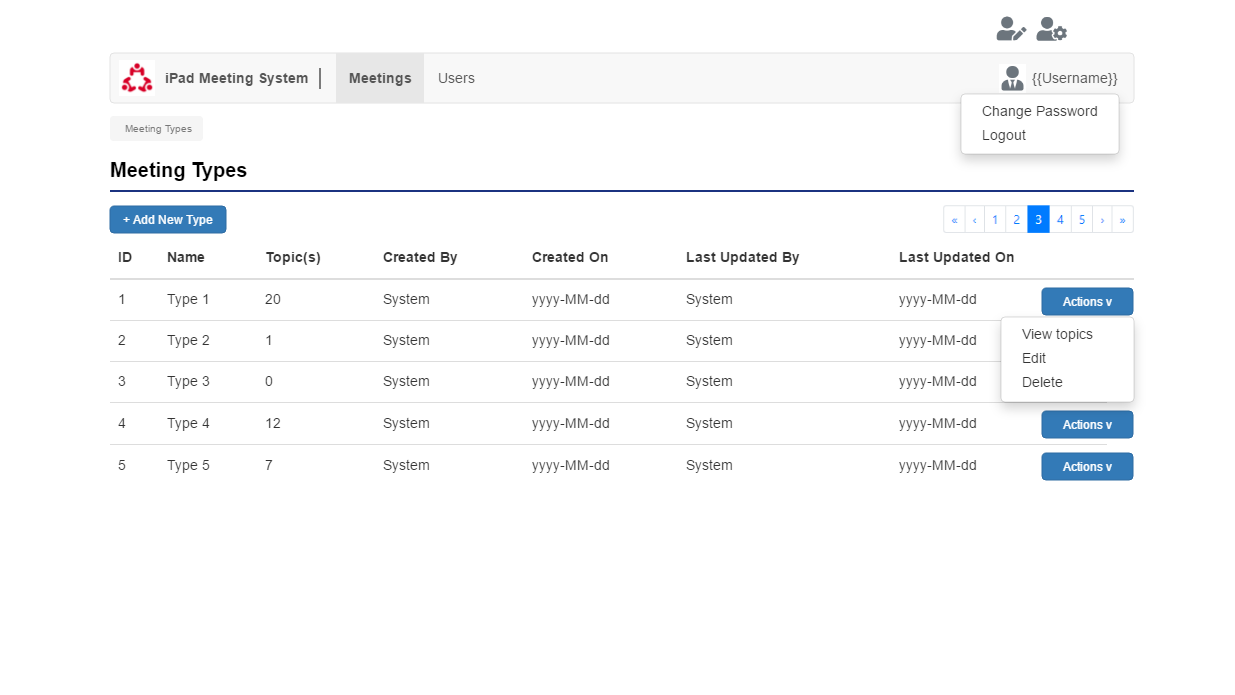 iPad Meeting System | Meetings Users {{Username}}
Change Password
Logout
Meeting Types
Meeting Types
+ Add New Type « ‹ 1 2 3 4 5 › »
ID Name Topic(s) Created By Created On Last Updated By Last Updated On
1 Type 1 20 System yyyy-MM-dd System yyyy-MM-dd Actions v
View topics
Edit
Delete
2 Type 2 1 System yyyy-MM-dd System yyyy-MM-dd
3 Type 3 0 System yyyy-MM-dd System yyyy-MM-dd
4 Type 4 12 System yyyy-MM-dd System yyyy-MM-dd Actions v
5 Type 5 7 System yyyy-MM-dd System yyyy-MM-dd Actions v